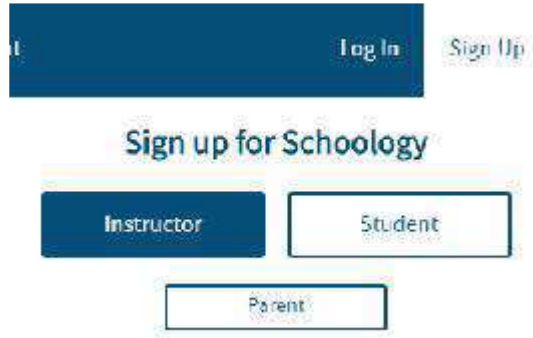 Log In Sign Up
Sign up for Schoology
Instructor Student
Parent